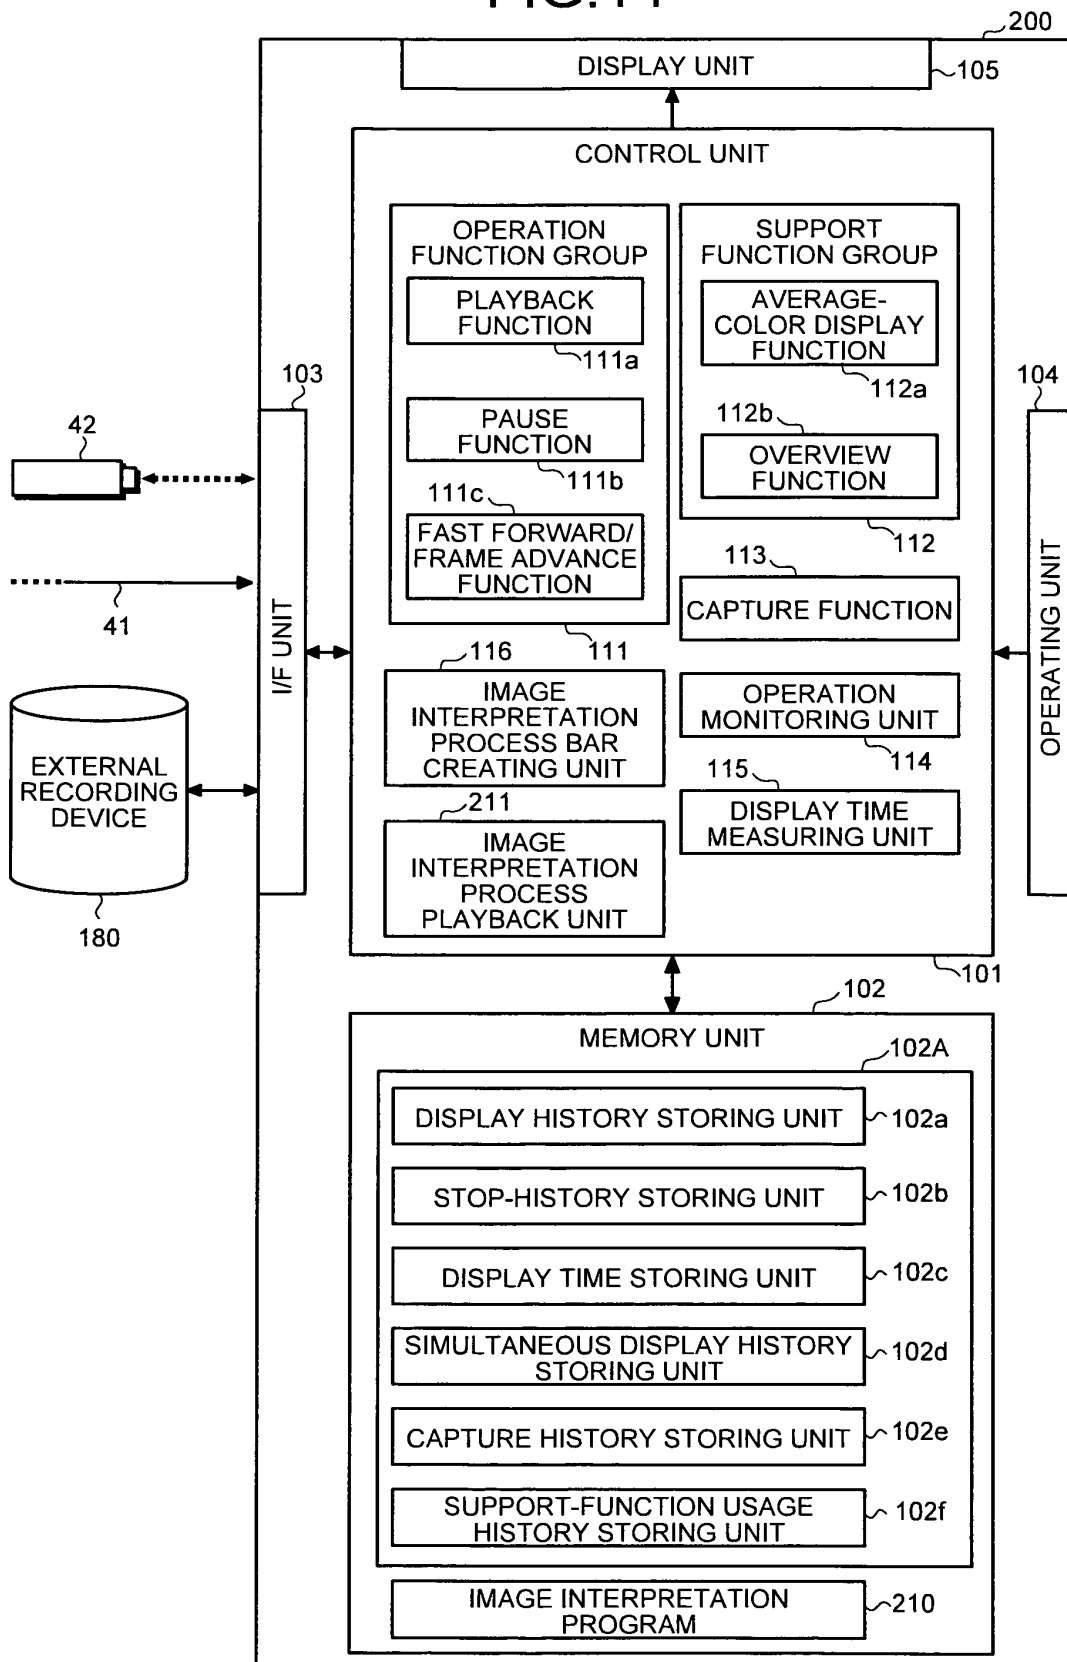 200
DISPLAY UNIT
105
CONTROL UNIT
OPERATION
FUNCTION GROUP
PLAYBACK
FUNCTION
111a
PAUSE
FUNCTION
111b
111c
FAST FORWARD/
FRAME ADVANCE
FUNCTION
111
SUPPORT
FUNCTION GROUP
AVERAGE-
COLOR DISPLAY
FUNCTION
112a
112b
OVERVIEW
FUNCTION
112
113
CAPTURE FUNCTION
OPERATION
MONITORING UNIT
114
115
DISPLAY TIME
MEASURING UNIT
116
IMAGE
INTERPRETATION
PROCESS BAR
CREATING UNIT
211
IMAGE
INTERPRETATION
PROCESS
PLAYBACK UNIT
101
103
I/F UNIT
104
OPERATING UNIT
42
41
EXTERNAL
RECORDING
DEVICE
180
102
MEMORY UNIT
102A
DISPLAY HISTORY STORING UNIT
102a
STOP-HISTORY STORING UNIT
102b
DISPLAY TIME STORING UNIT
102c
SIMULTANEOUS DISPLAY HISTORY
STORING UNIT
102d
CAPTURE HISTORY STORING UNIT
102e
SUPPORT-FUNCTION USAGE
HISTORY STORING UNIT
102f
IMAGE INTERPRETATION
PROGRAM
210